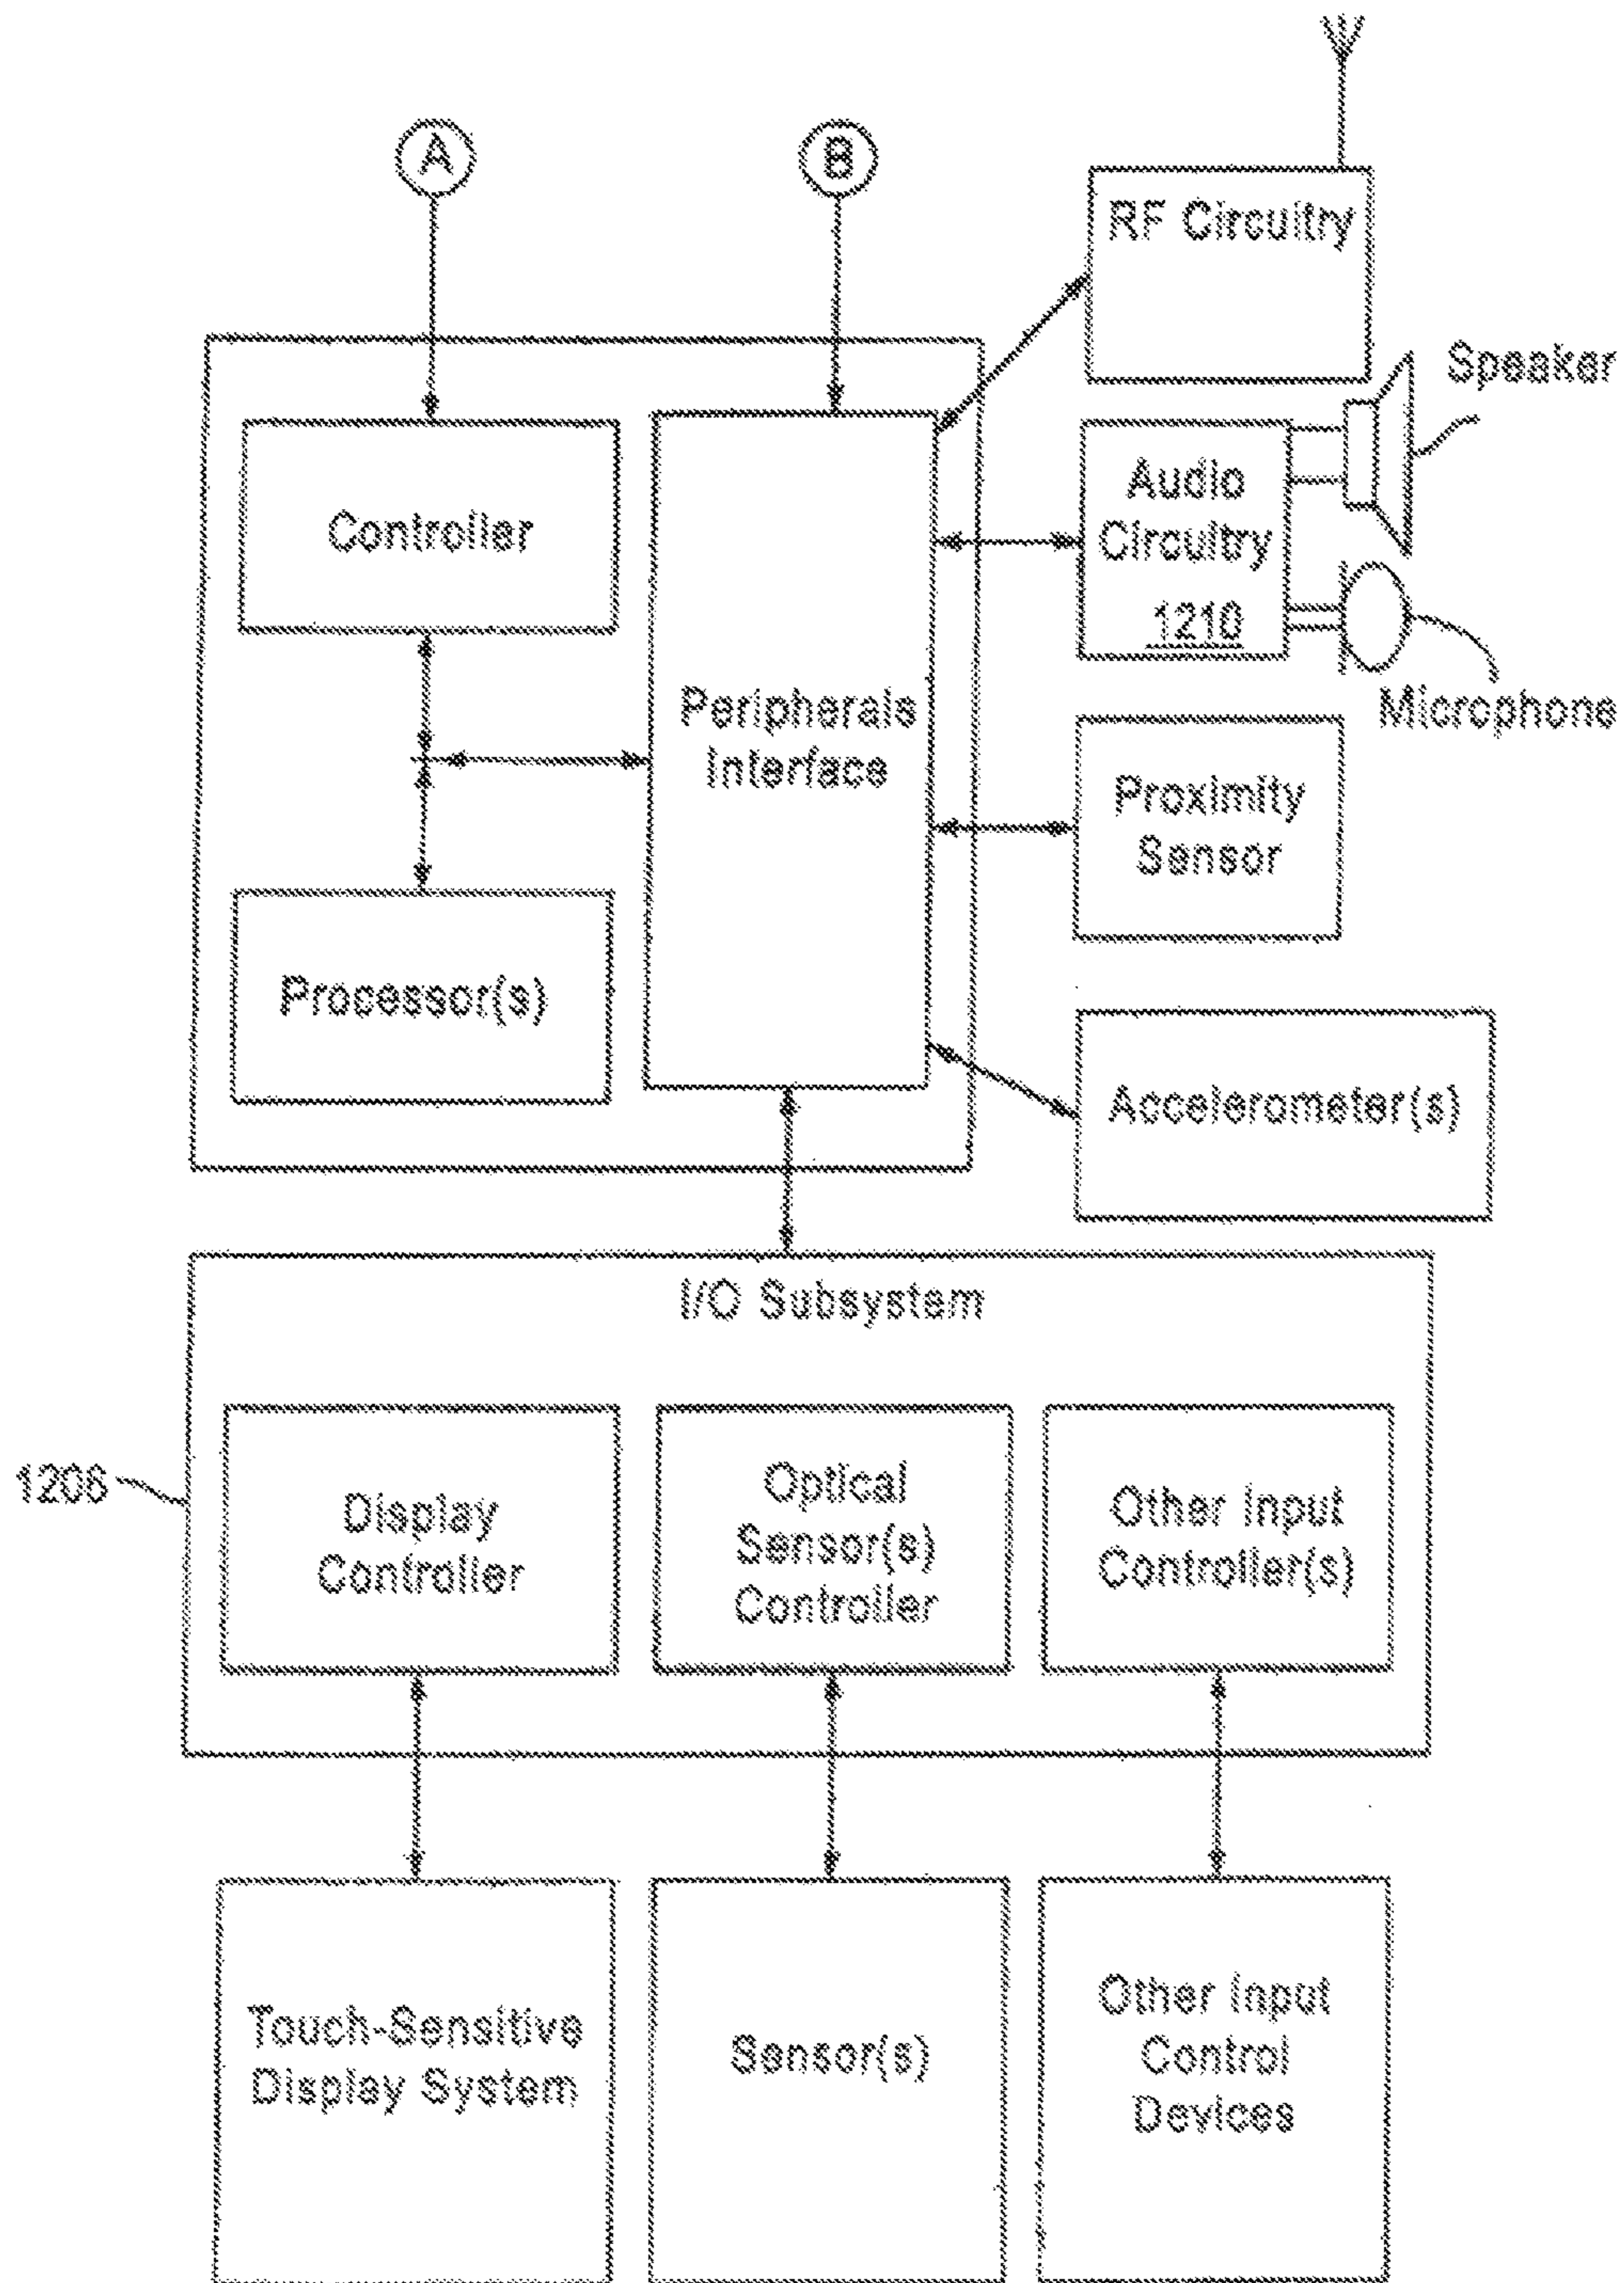 A
B
RF Circuitry
Speaker
Controller
Audio
Circuitry
1210
Microphone
Peripherals
Interface
Proximity
Sensor
Processor(s)
Accelerometer(s)
I/O Subsystem
1206
Display
Controller
Optical
Sensor(s)
Controller
Other Input
Controller(s)
Touch-Sensitive
Display System
Sensor(s)
Other Input
Control
Devices